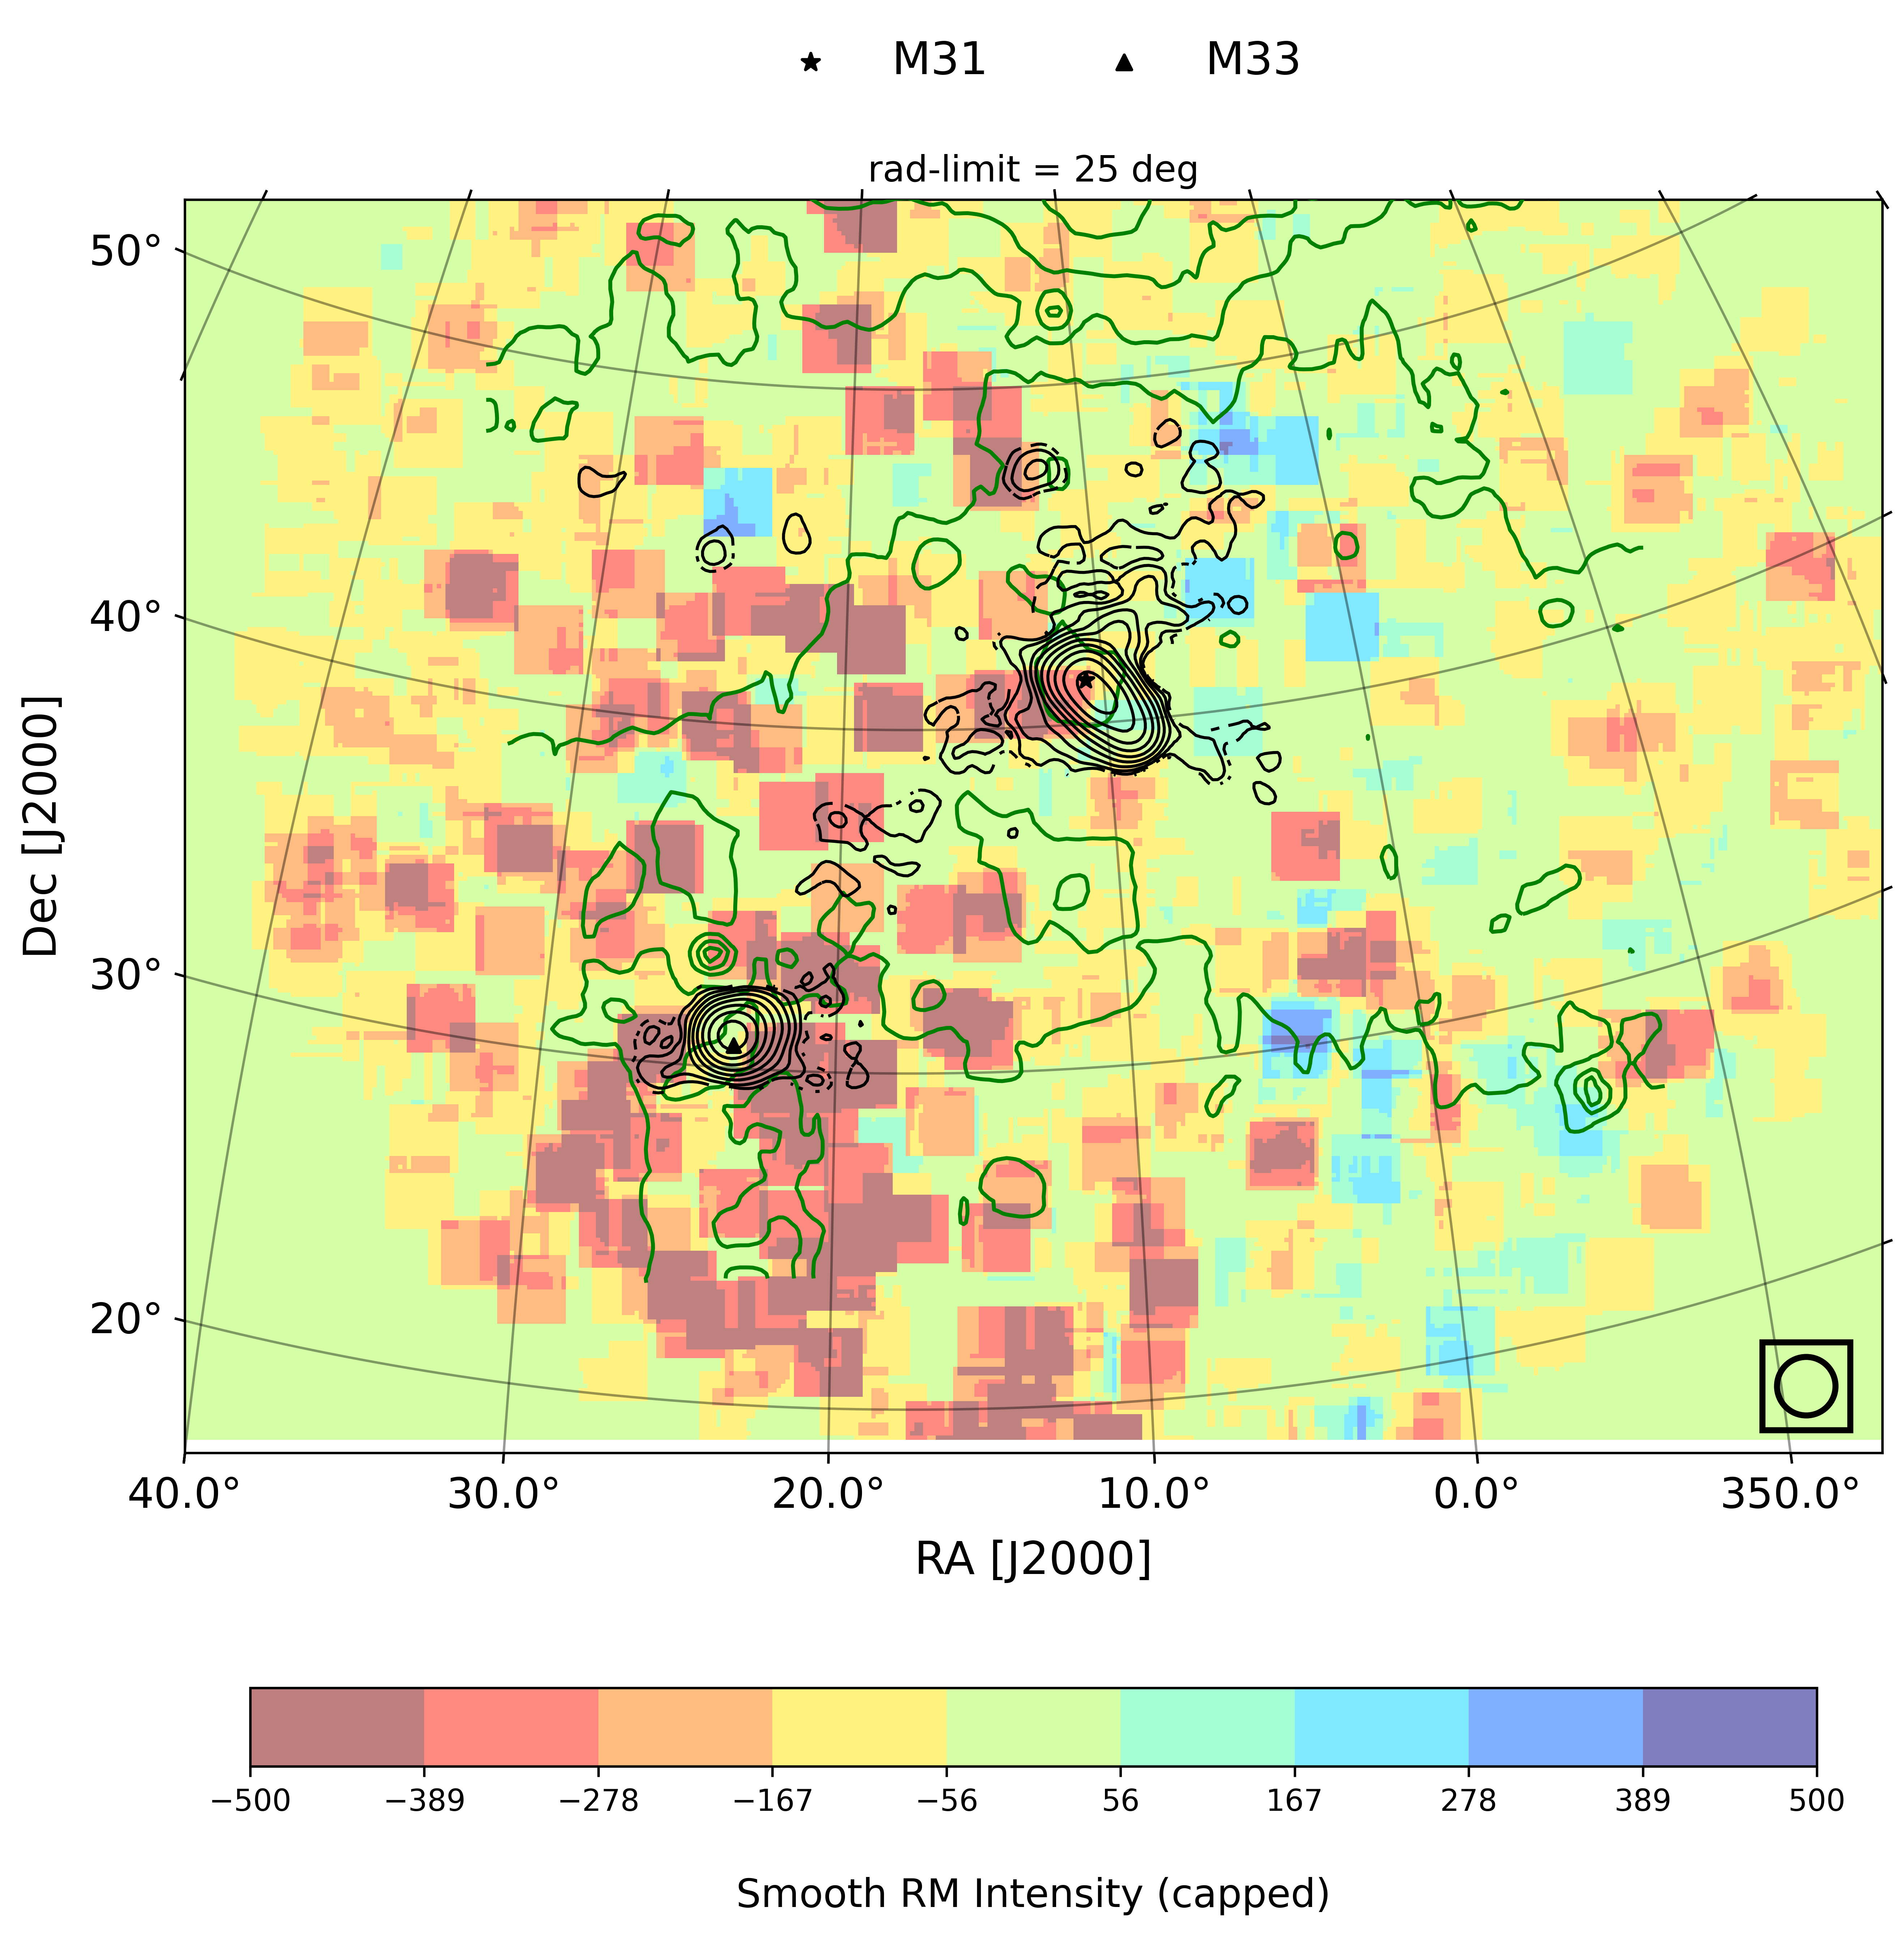 M31 M33
rad-limit = 25 deg
50°
40°
30°
20°
Dec [J2000]
40.0° 30.0° 20.0° 10.0° 0.0° 350.0°
RA [J2000]
−500 −389 −278 −167 −56 56 167 278 389 500
Smooth RM Intensity (capped)